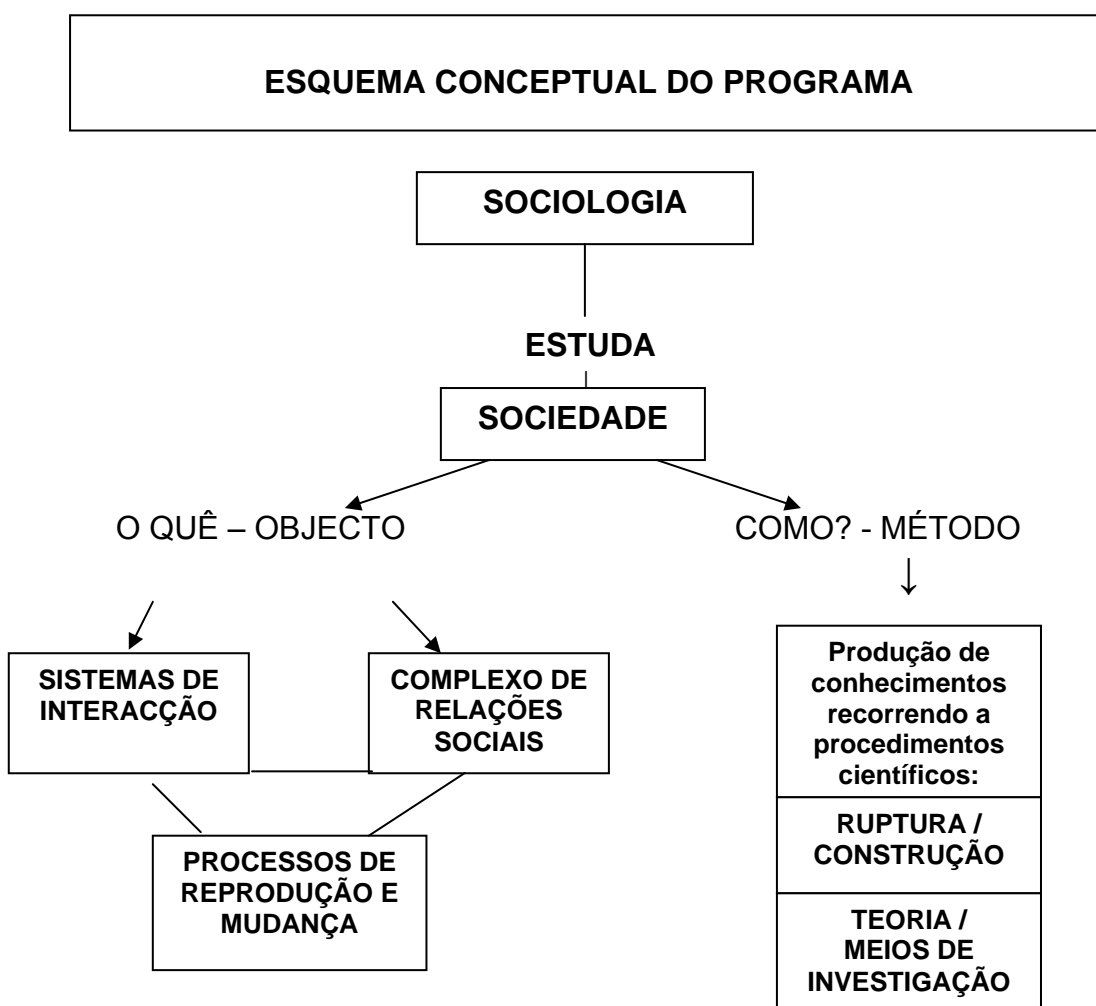 ESQUEMA CONCEPTUAL DO PROGRAMA
SOCIOLOGIA
ESTUDA
SOCIEDADE
O QUÊ – OBJECTO
COMO? - MÉTODO
↓
SISTEMAS DE
INTERACÇÃO
COMPLEXO DE
RELAÇÕES
SOCIAIS
PROCESSOS DE
REPRODUÇÃO E
MUDANÇA
Produção de
conhecimentos
recorrendo a
procedimentos
científicos:
RUPTURA /
CONSTRUÇÃO
TEORIA /
MEIOS DE
INVESTIGAÇÃO